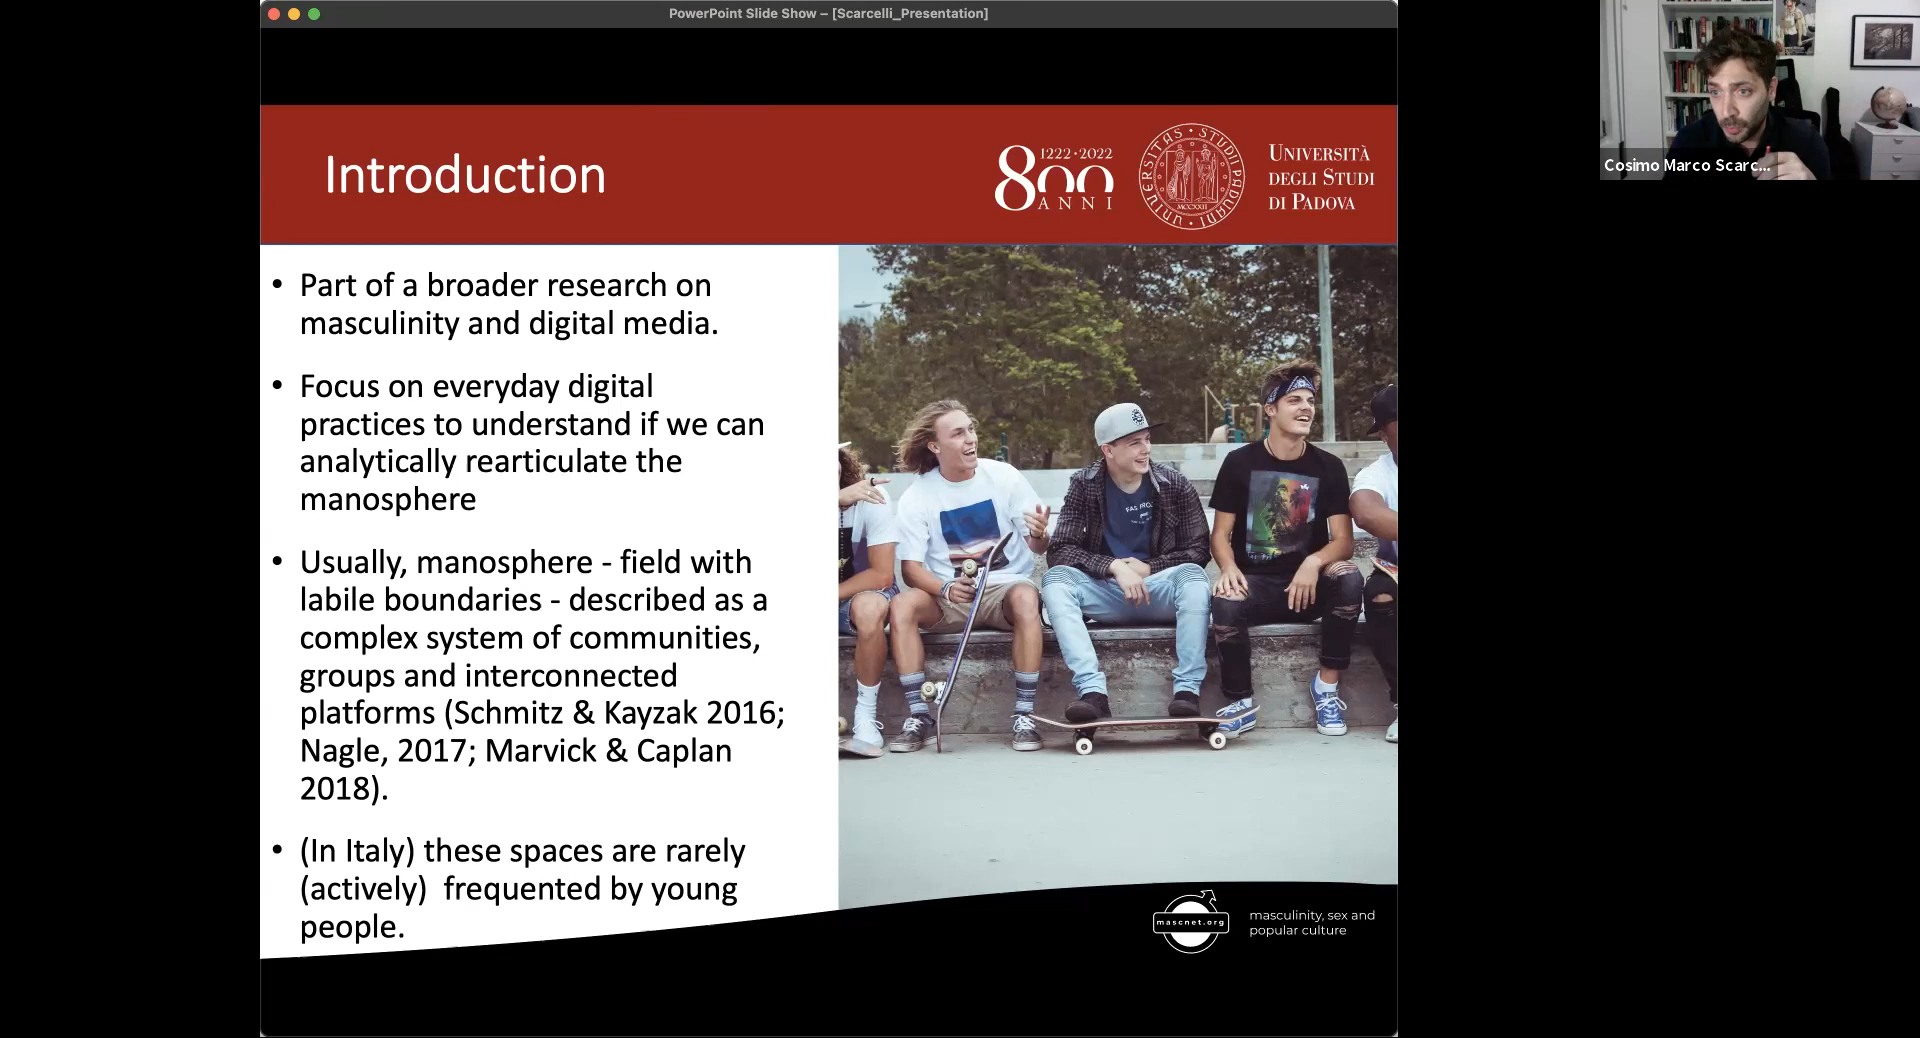 PowerPoint Slide Show – [Scarcelli_Presentation]
Introduction
1222·2022
800
ANNI
UNIVERSITAS STUDII PADUANI
MCCXXII
UNIVERSITÀ
DEGLI STUDI
DI PADOVA
• Part of a broader research on
masculinity and digital media.
• Focus on everyday digital
practices to understand if we can
analytically rearticulate the
manosphere
• Usually, manosphere - field with
labile boundaries - described as a
complex system of communities,
groups and interconnected
platforms (Schmitz & Kayzak 2016;
Nagle, 2017; Marvick & Caplan
2018).
• (In Italy) these spaces are rarely
(actively)  frequented by young
people.
mascnet.org
masculinity, sex and
popular culture
Cosimo Marco Scarc...